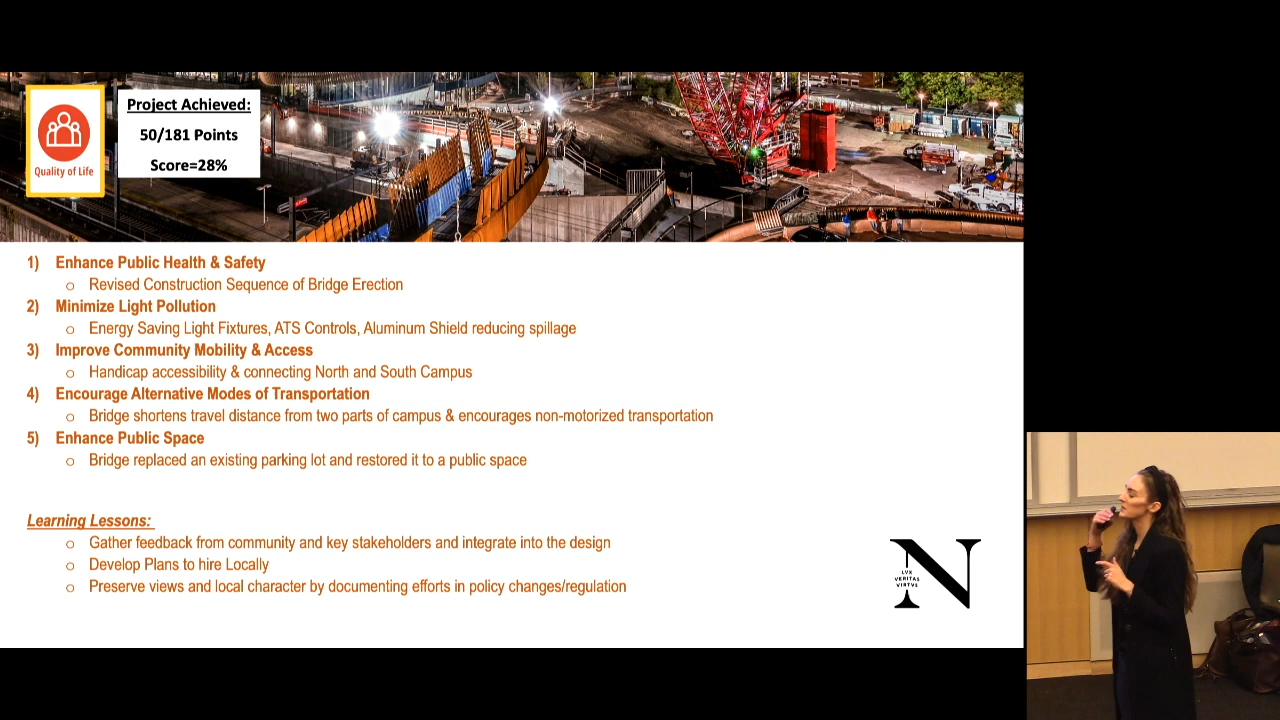 Quality of Life
Project Achieved:
50/181 Points
Score=28%
1) Enhance Public Health & Safety
o Revised Construction Sequence of Bridge Erection
2) Minimize Light Pollution
o Energy Saving Light Fixtures, ATS Controls, Aluminum Shield reducing spillage
3) Improve Community Mobility & Access
o Handicap accessibility & connecting North and South Campus
4) Encourage Alternative Modes of Transportation
o Bridge shortens travel distance from two parts of campus & encourages non-motorized transportation
5) Enhance Public Space
o Bridge replaced an existing parking lot and restored it to a public space
Learning Lessons:
o Gather feedback from community and key stakeholders and integrate into the design
o Develop Plans to hire Locally
o Preserve views and local character by documenting efforts in policy changes/regulation
N
LVX
VERITAS
VIRTVS